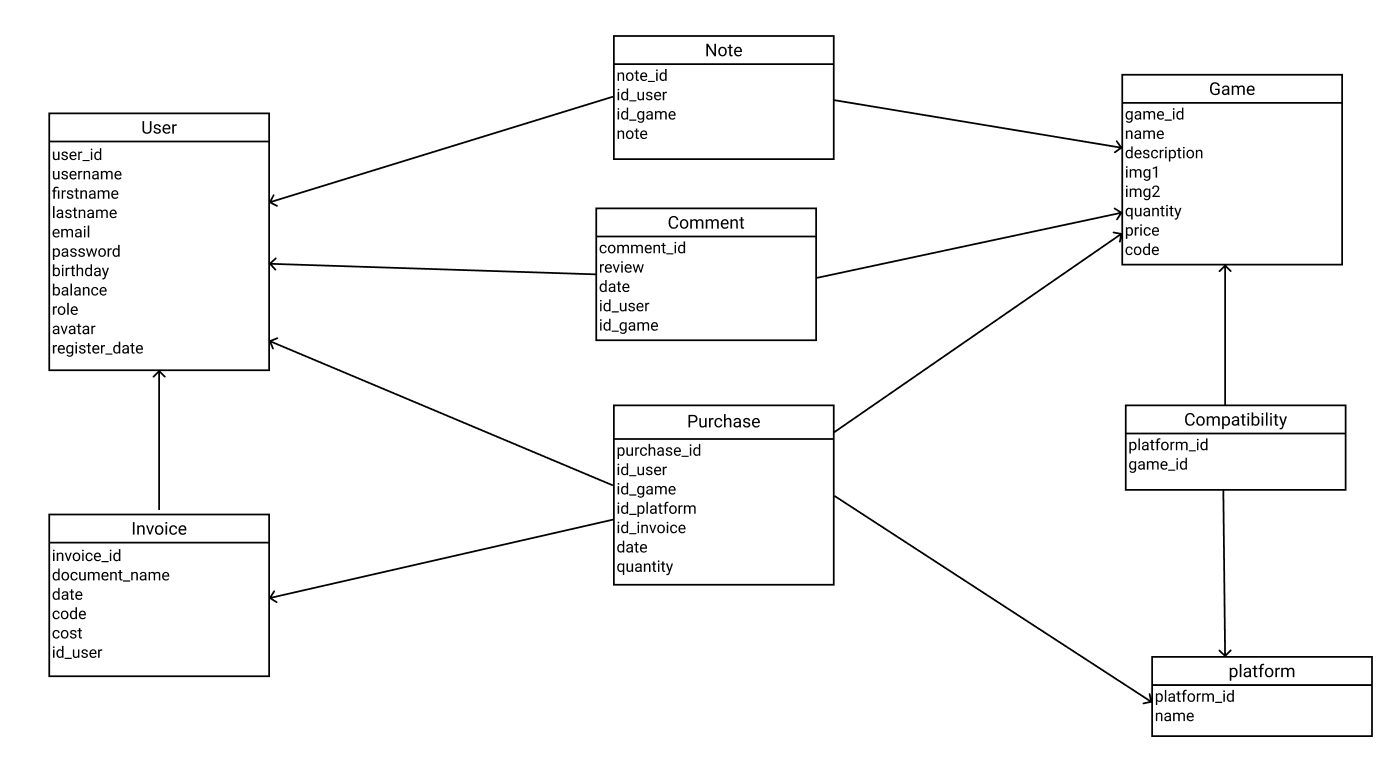 Note
note_id
id_user
id_game
note
Game
game_id
name
description
img1
img2
quantity
price
code
User
user_id
username
firstname
lastname
email
password
birthday
balance
role
avatar
register_date
Comment
comment_id
review
date
id_user
id_game
Purchase
purchase_id
id_user
id_game
id_platform
id_invoice
date
quantity
Compatibility
platform_id
game_id
Invoice
invoice_id
document_name
date
code
cost
id_user
platform
platform_id
name